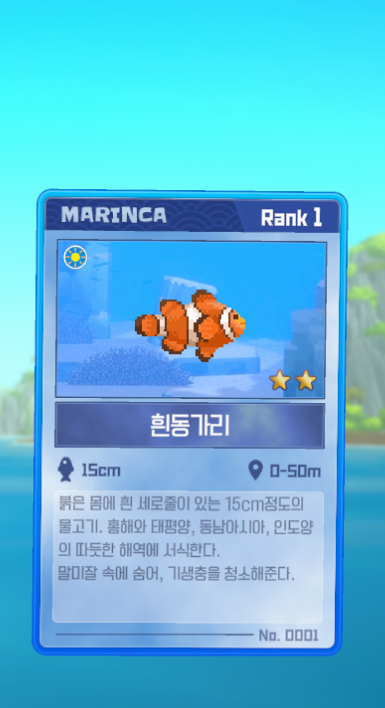 MARINCA
Rank 1
흰동가리
15cm
0-50m
붉은 몸에 흰 세로줄이 있는 15cm정도의
물고기. 홍해와 태평양, 동남아시아, 인도양
의 따듯한 해역에 서식한다.
말미잘 속에 숨어, 기생충을 청소해준다.
No. 0001